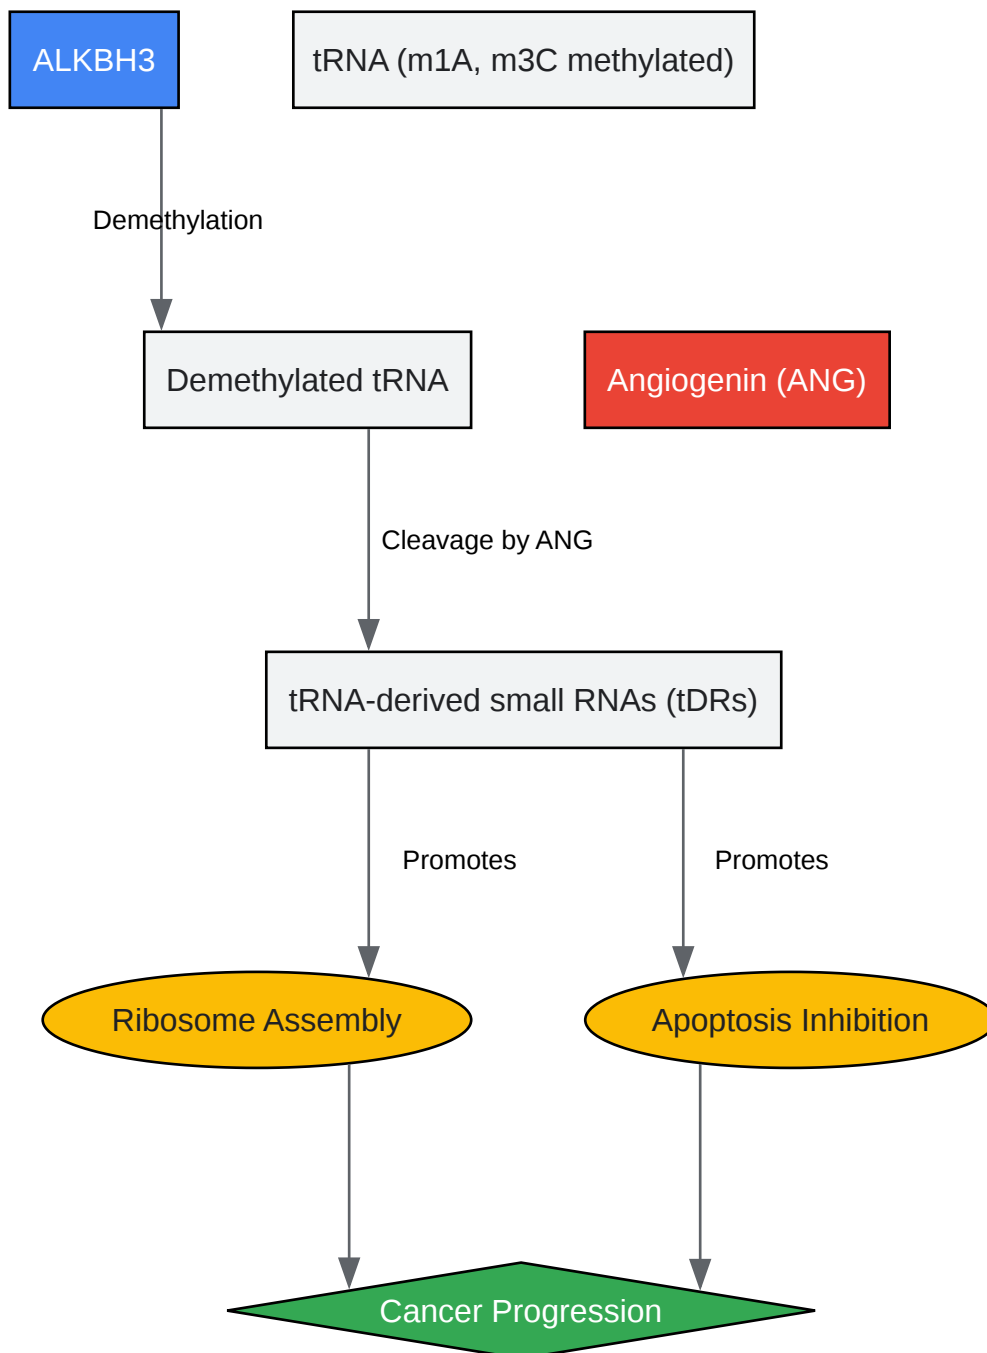 ALKBH3
tRNA (m1A, m3C methylated)
Demethylation
Demethylated tRNA
Angiogenin (ANG)
Cleavage by ANG
tRNA-derived small RNAs (tDRs)
Promotes
Promotes
Ribosome Assembly
Apoptosis Inhibition
Cancer Progression